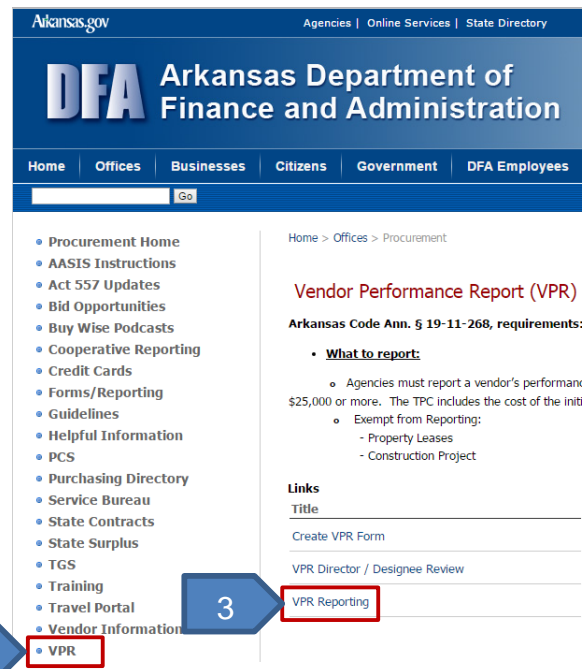 Arkansas.gov
Agencies | Online Services | State Directory
DFA Arkansas Department of
Finance and Administration
Home Offices Businesses Citizens Government DFA Employees
Go
Procurement Home
AASIS Instructions
Act 557 Updates
Bid Opportunities
Buy Wise Podcasts
Cooperative Reporting
Credit Cards
Forms/Reporting
Guidelines
Helpful Information
PCS
Purchasing Directory
Service Bureau
State Contracts
State Surplus
TGS
Training
Travel Portal
Vendor Information
VPR
Home > Offices > Procurement
Vendor Performance Report (VPR)
Arkansas Code Ann. § 19-11-268, requirements:
• What to report:
o Agencies must report a vendor's performanc
$25,000 or more. The TPC includes the cost of the initi
o Exempt from Reporting:
- Property Leases
- Construction Project
Links
Title
Create VPR Form
VPR Director / Designee Review
VPR Reporting
3